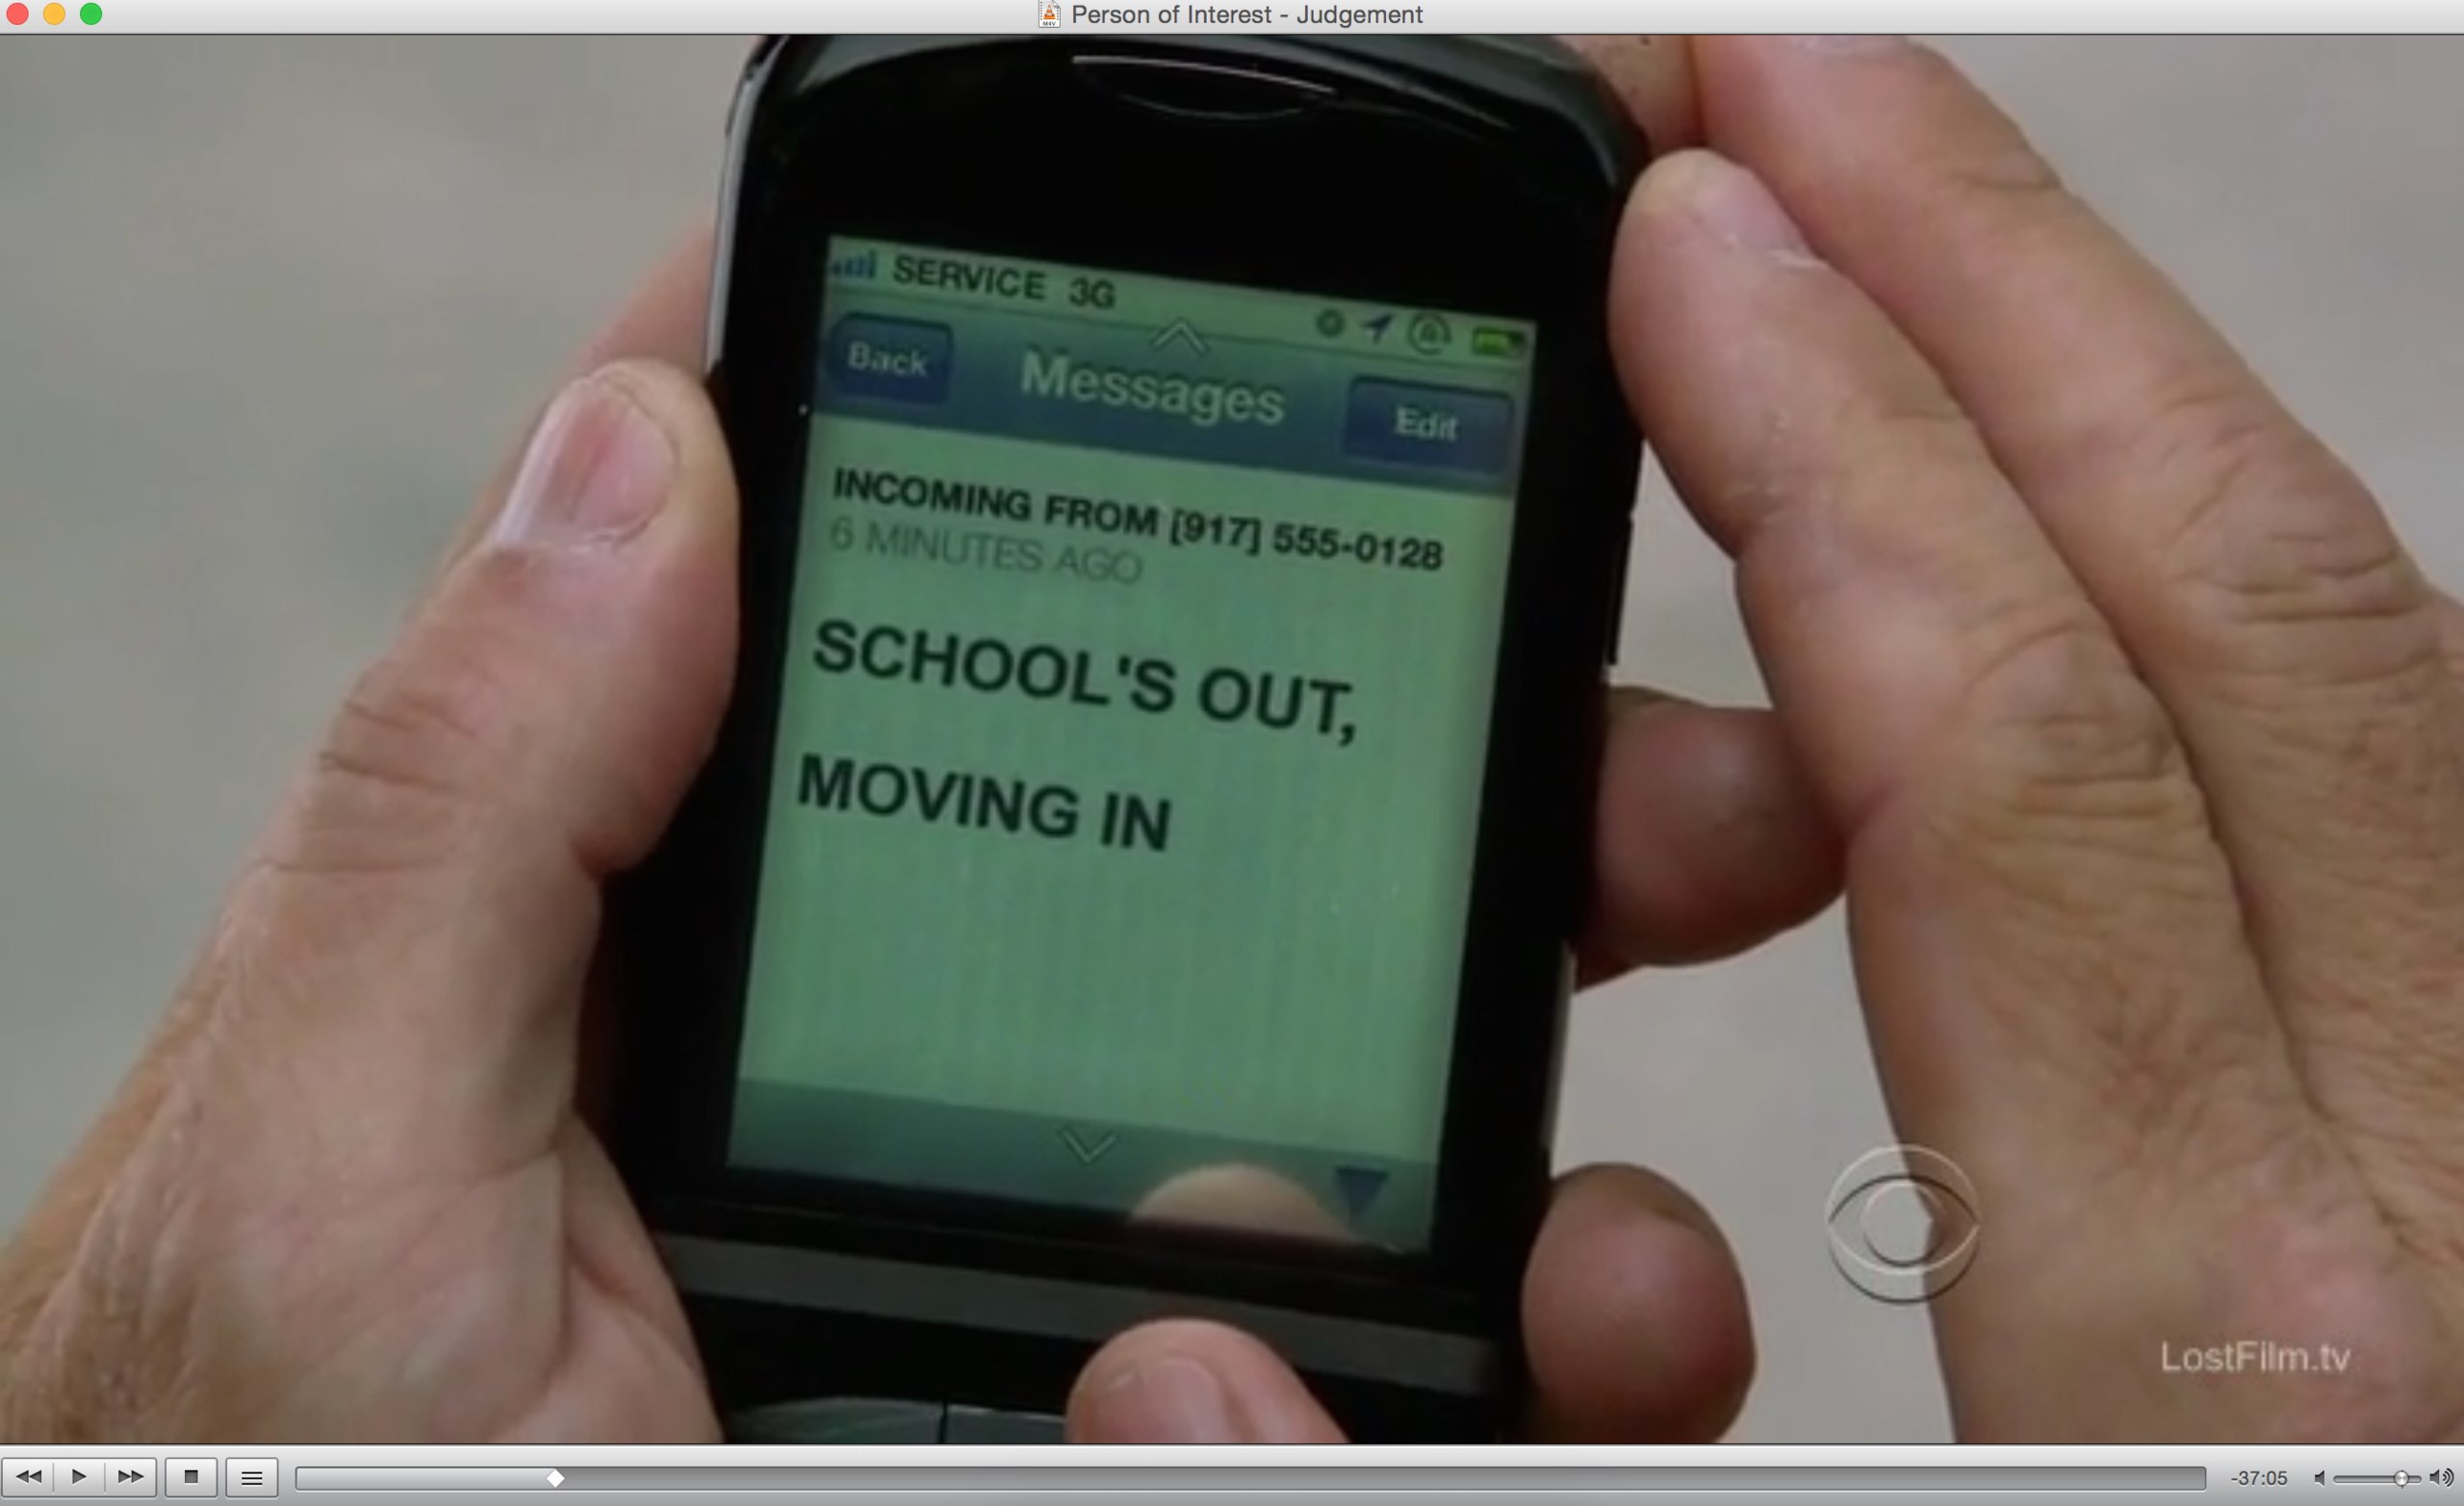 Person of Interest - Judgement
SERVICE 3G
Back
Messages
Edit
INCOMING FROM [917] 555-0128
6 MINUTES AGO
SCHOOL'S OUT,
MOVING IN
LostFilm.tv
-37:05